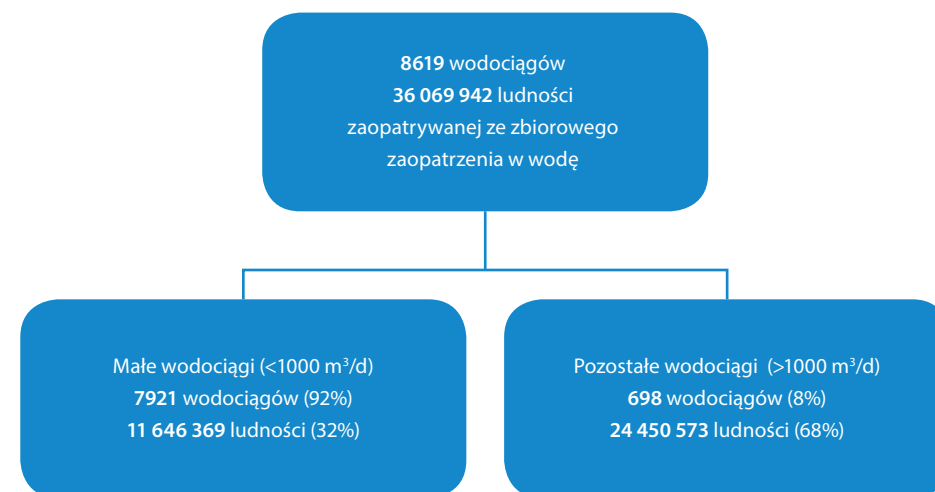 8619 wodociągów
36 069 942 ludności
zaopatrywanej ze zbiorowego
zaopatrzenia w wodę
Małe wodociągi (<1000 m³/d)
7921 wodociągów (92%)
11 646 369 ludności (32%)
Pozostałe wodociągi (>1000 m³/d)
698 wodociągów (8%)
24 450 573 ludności (68%)